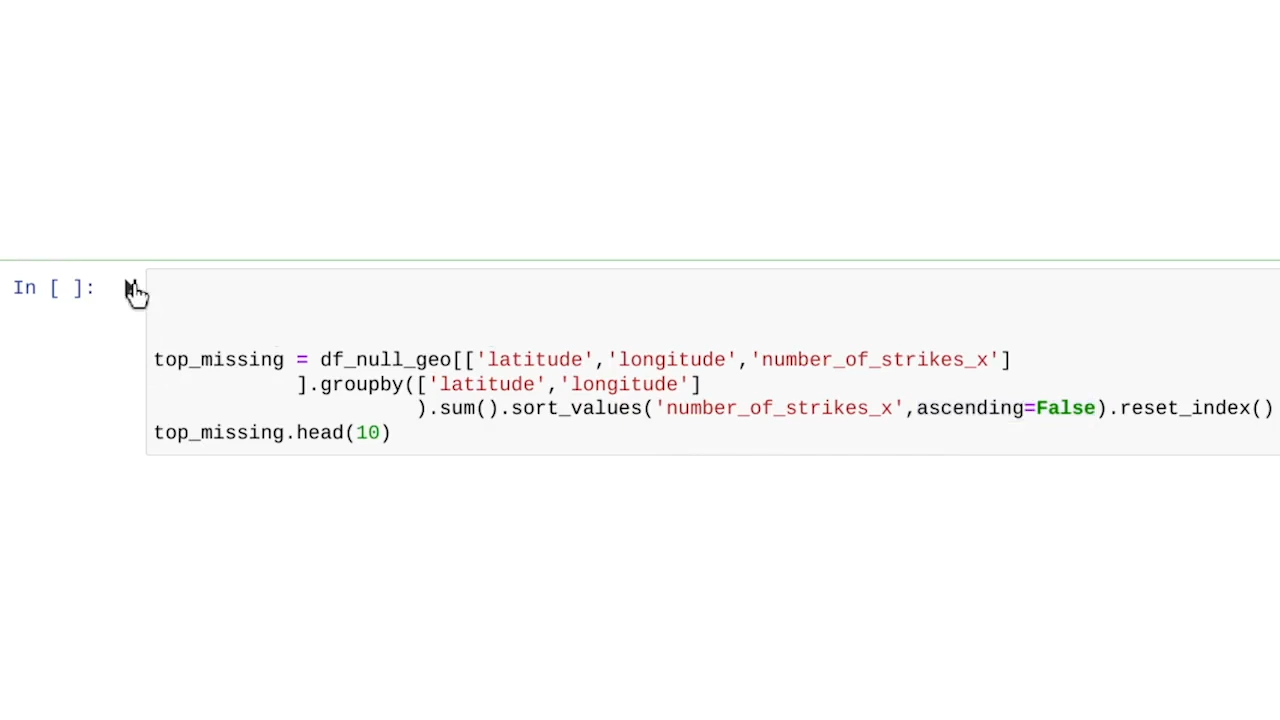 In [ ]:
top_missing = df_null_geo[['latitude','longitude','number_of_strikes_x']
].groupby(['latitude','longitude']
).sum().sort_values('number_of_strikes_x',ascending=False).reset_index()
top_missing.head(10)